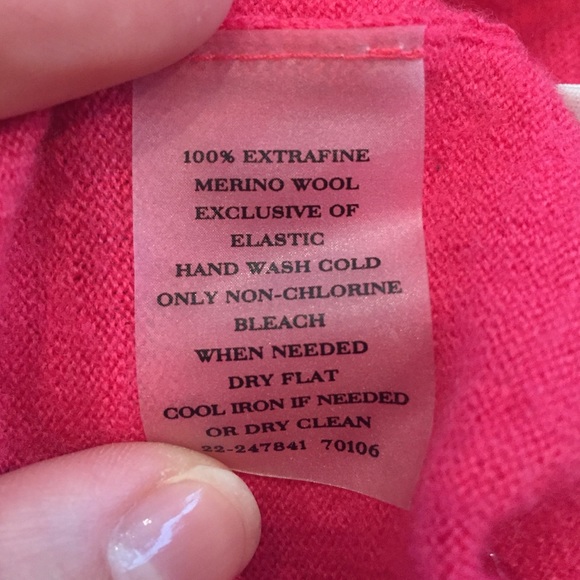 100% EXTRAFINE
MERINO WOOL
EXCLUSIVE OF
ELASTIC
HAND WASH COLD
ONLY NON-CHLORINE
BLEACH
WHEN NEEDED
DRY FLAT
COOL IRON IF NEEDED
OR DRY CLEAN
22-247841 70106